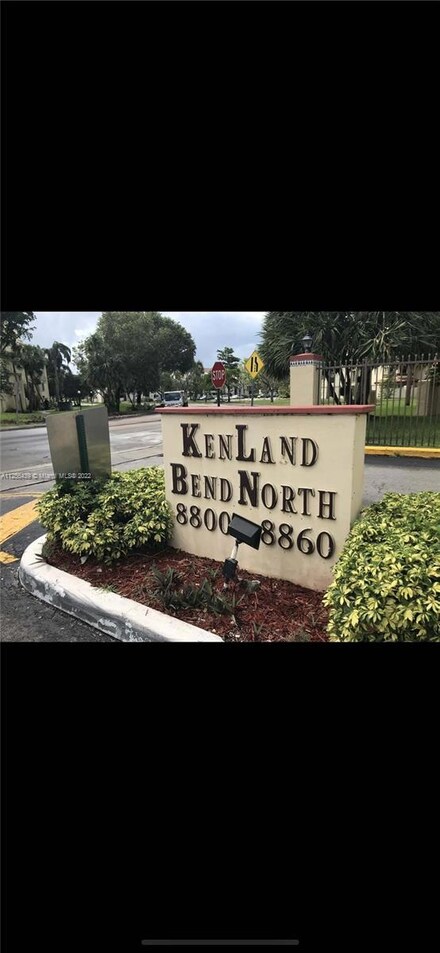 STOP
KENLAND
BEND NORTH
8800 8860